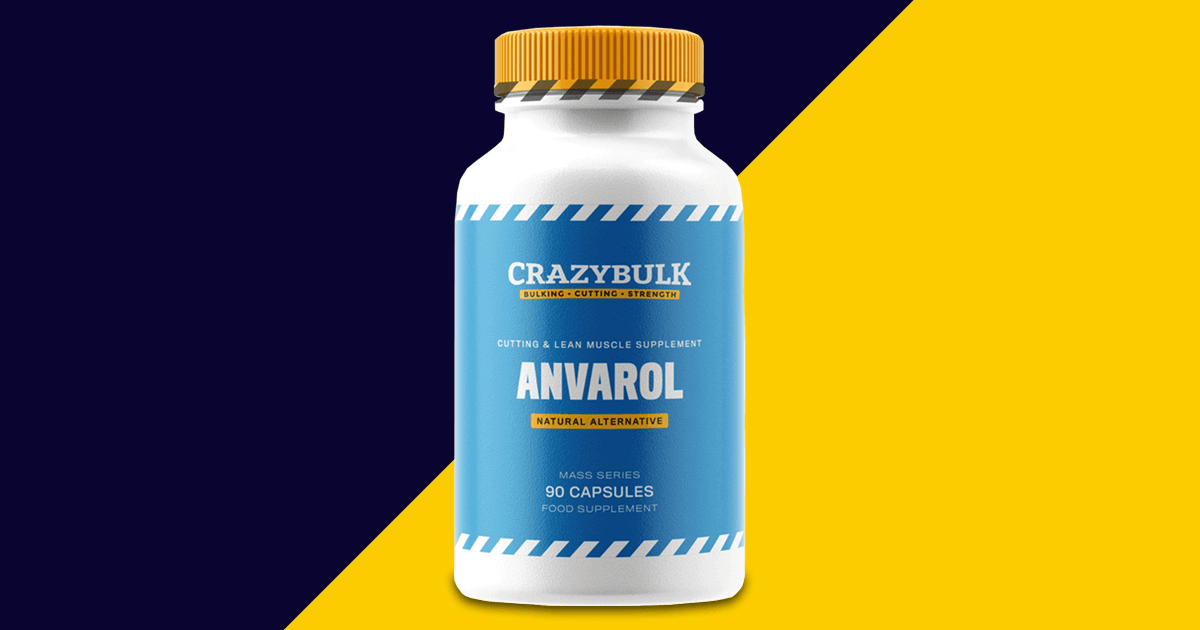 CRAZYBULK
BULKING • CUTTING • STRENGTH
CUTTING & LEAN MUSCLE SUPPLEMENT
ANVAROL
NATURAL ALTERNATIVE
MASS SERIES
90 CAPSULES
FOOD SUPPLEMENT